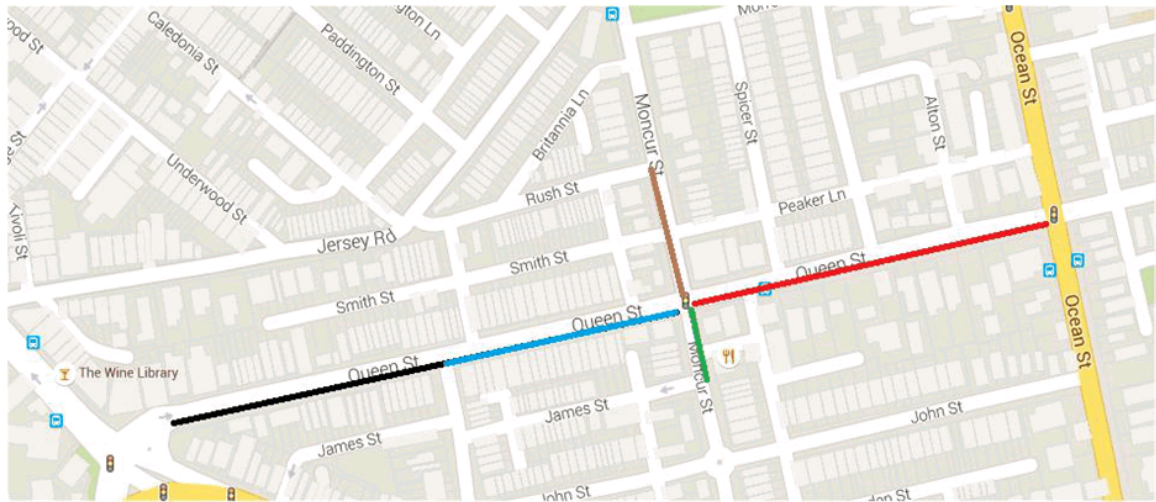 Caledonia St
Paddington St
Britannia Ln
Moncur St
Spicer St
Alton St
Ocean St
Underwood St
Rush St
Peaker Ln
Tivoli St
Jersey Rd
Smith St
Queen St
Smith St
Queen St
Ocean St
Queen St
The Wine Library
Moncur St
James St
John St
James St
John St